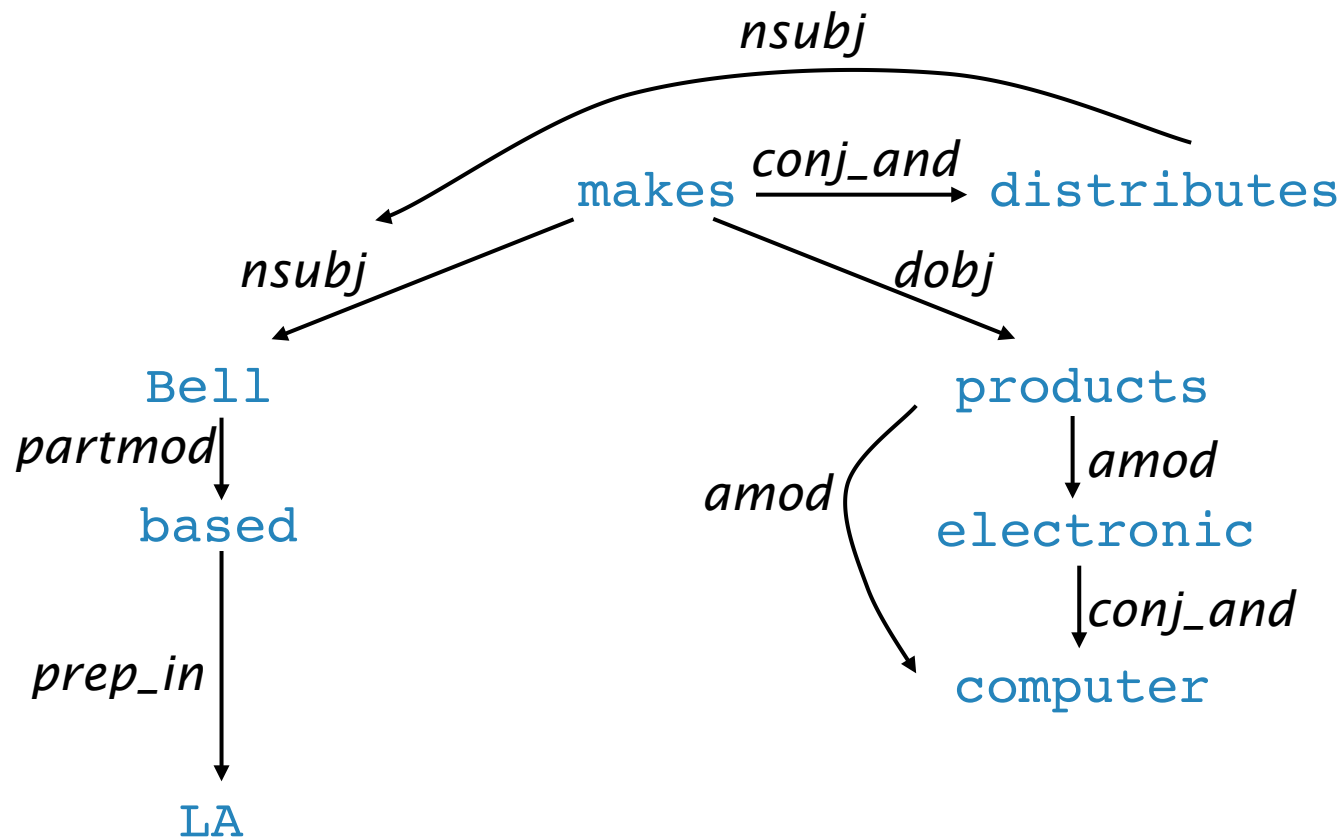 nsubj
conj_and
makes
distributes
nsubj
dobj
Bell
products
partmod
amod
amod
based
electronic
conj_and
prep_in
computer
LA